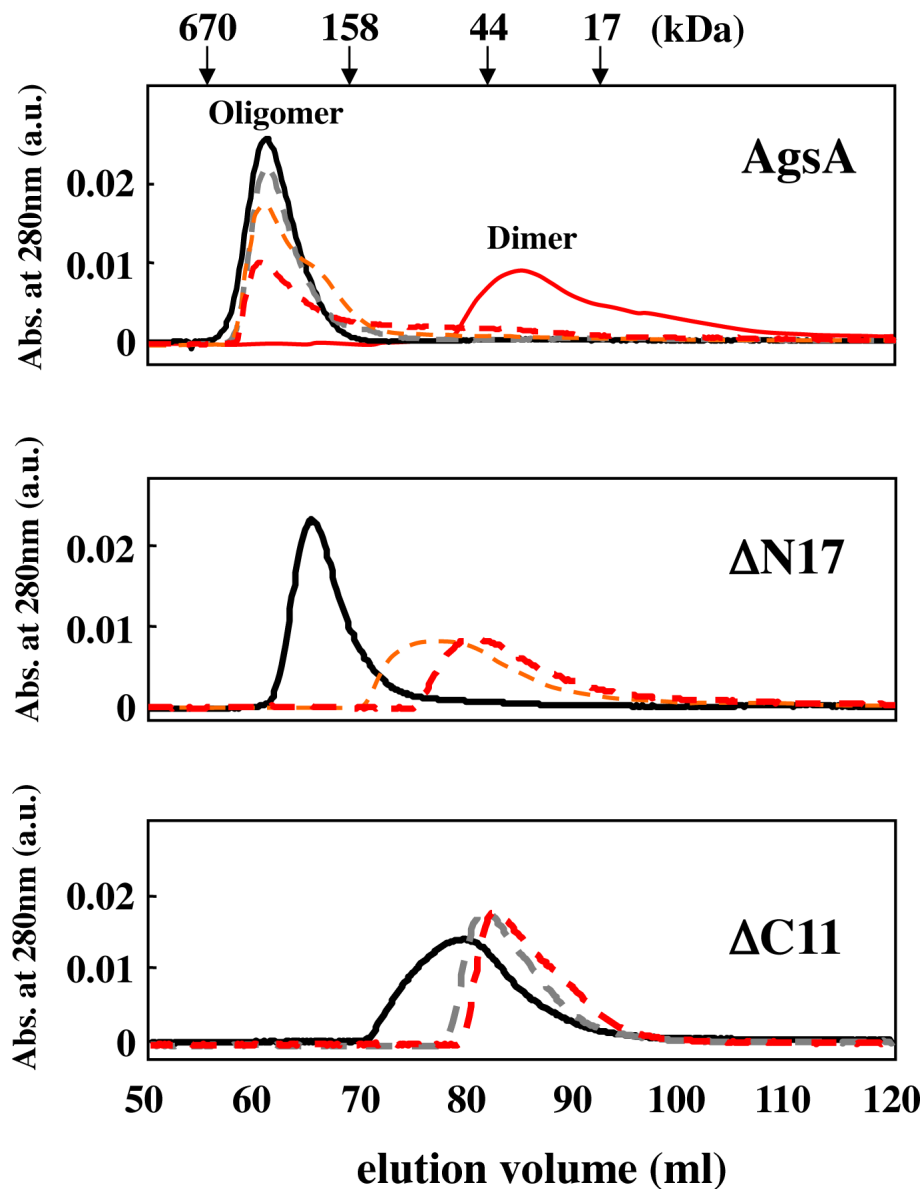 670 158 44 17 (kDa)
Oligomer
AgsA
Dimer
Abs. at 280nm (a.u.)
0.02
0.01
0
ΔN17
Abs. at 280nm (a.u.)
0.02
0.01
0
ΔC11
Abs. at 280nm (a.u.)
0.02
0.01
0
50 60 70 80 90 100 110 120
elution volume (ml)